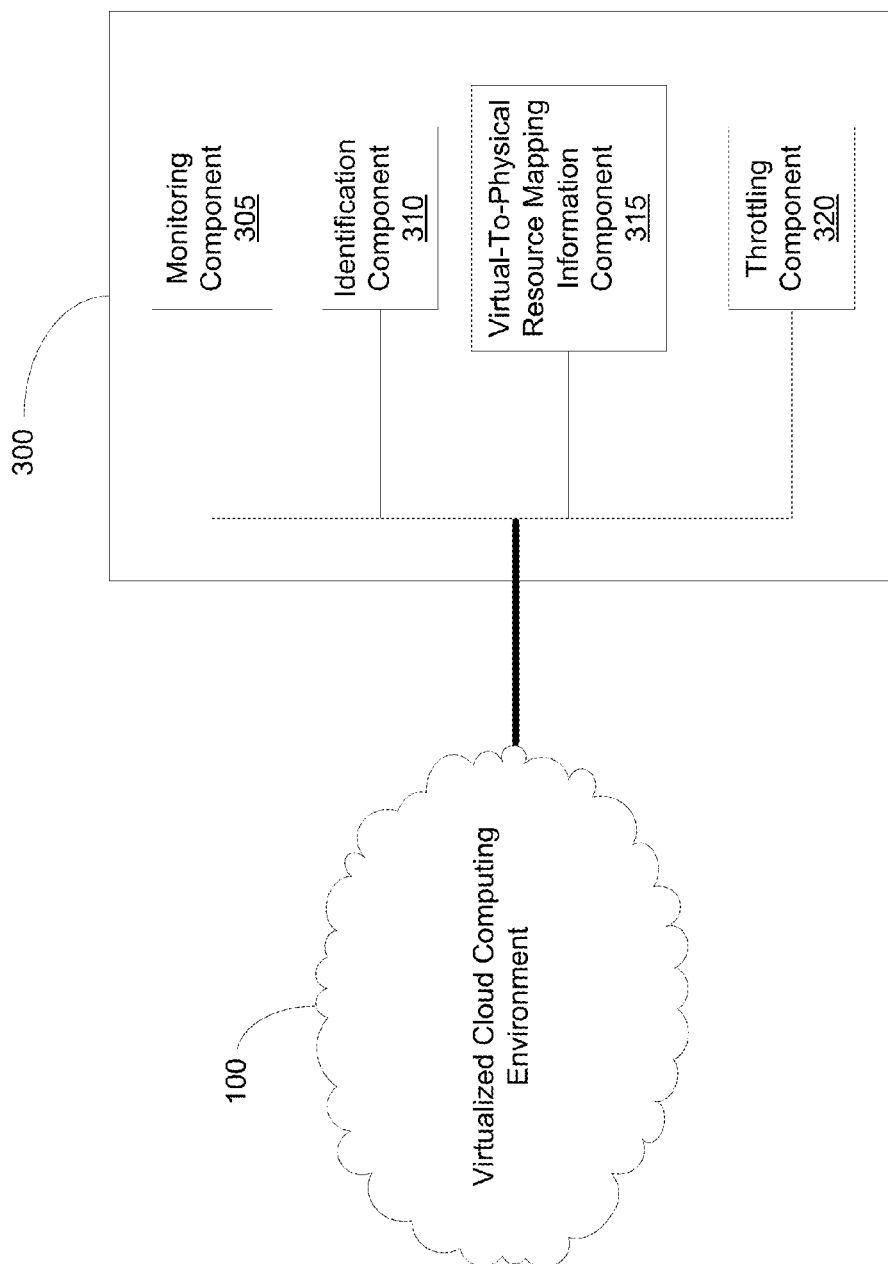 300
Monitoring
Component
305
Identification
Component
310
Virtual-To-Physical
Resource Mapping
Information
Component
315
Throttling
Component
320
100
Virtualized Cloud Computing
Environment